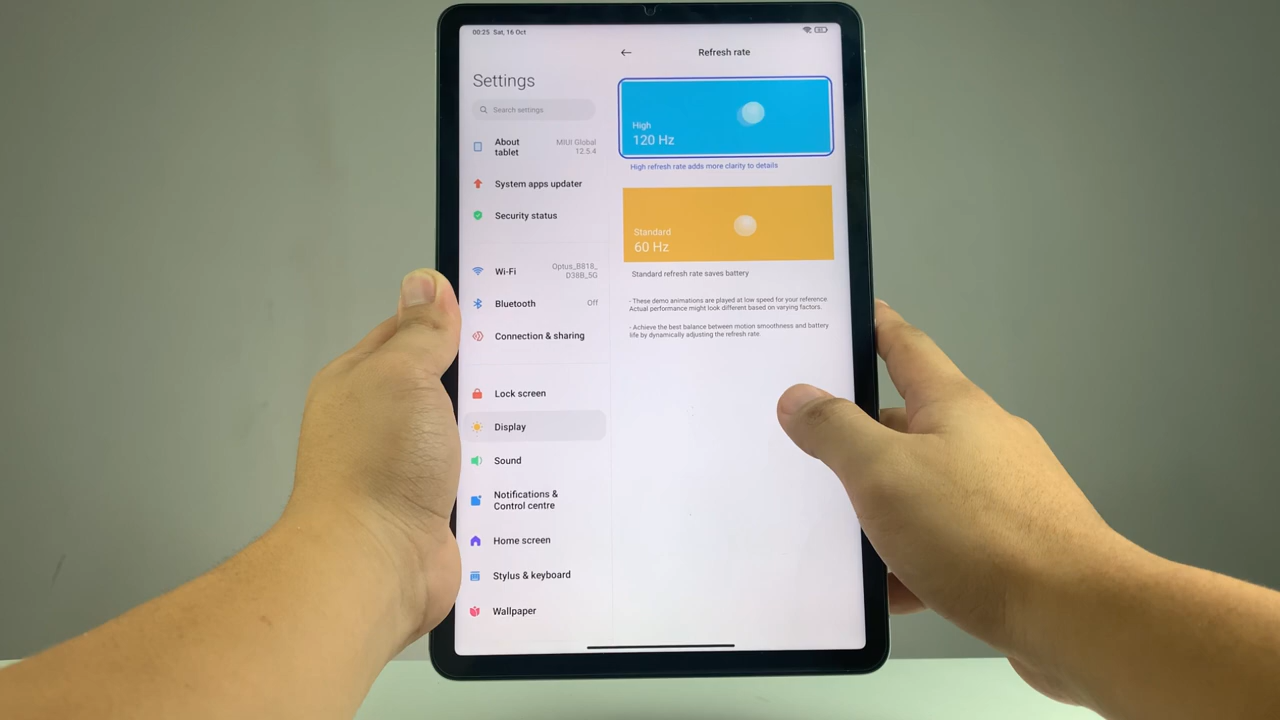 00:25 Sat, 16 Oct
Settings
Search settings
About
tablet
MIUI Global
12.5.4
System apps updater
Security status
Wi-Fi
Optus_B818_
D38B_5G
Bluetooth
Off
Connection & sharing
Lock screen
Display
Sound
Notifications &
Control centre
Home screen
Stylus & keyboard
Wallpaper
Refresh rate
High
120 Hz
High refresh rate adds more clarity to details
Standard
60 Hz
Standard refresh rate saves battery
- These demo animations are played at low speed for your reference.
Actual performance might look different based on varying factors.
- Achieve the best balance between motion smoothness and battery
life by dynamically adjusting the refresh rate.